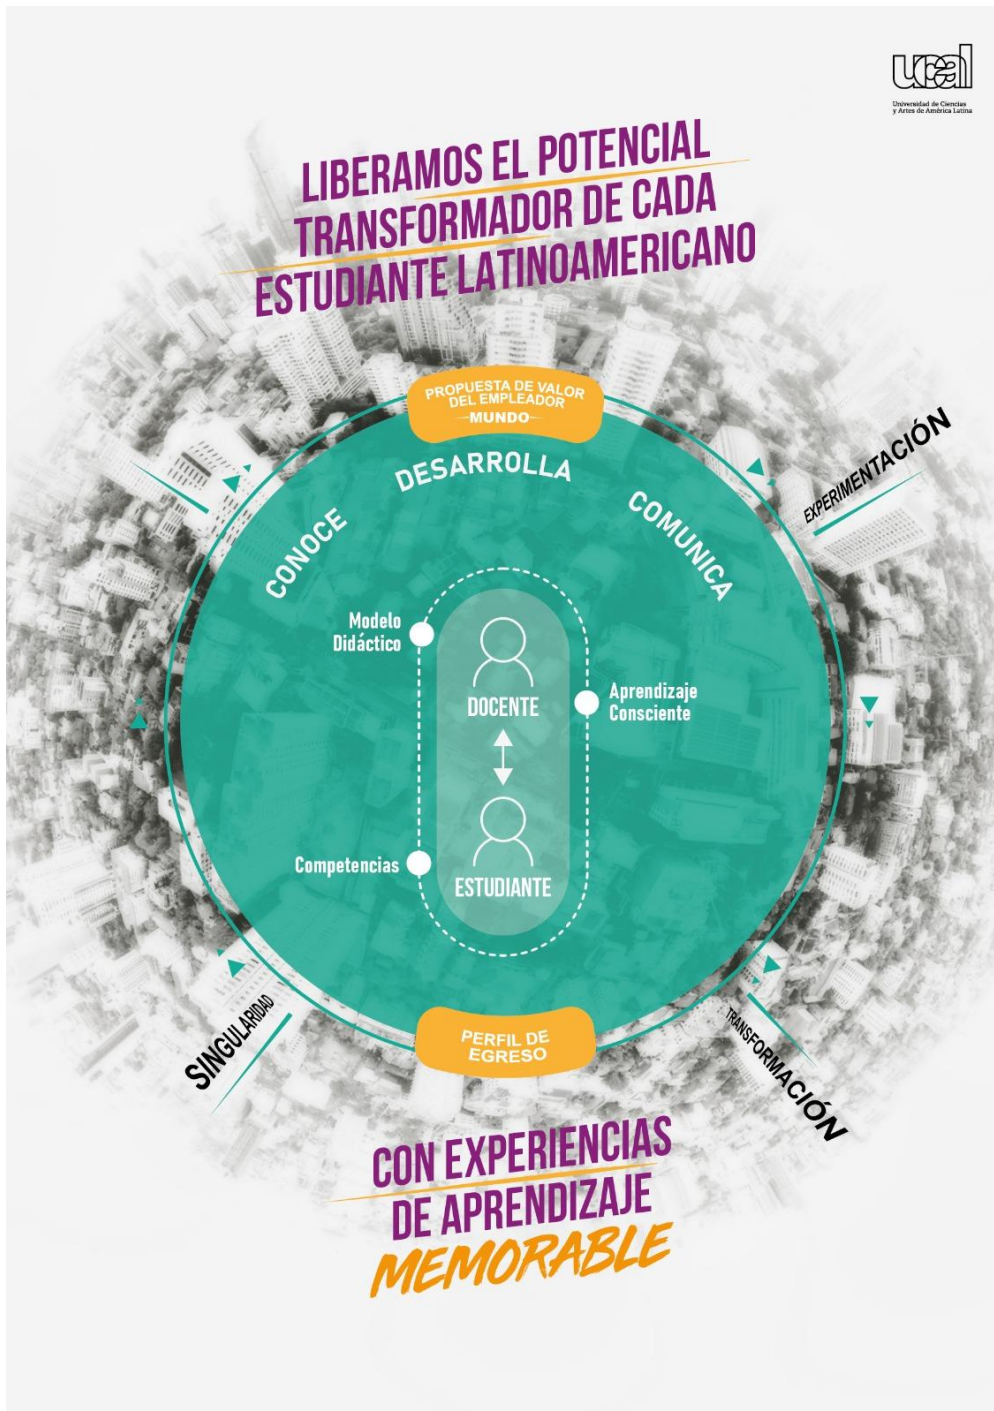 ucal
Universidad de Ciencias
y Artes de América Latina
LIBERAMOS EL POTENCIAL
TRANSFORMADOR DE CADA
ESTUDIANTE LATINOAMERICANO
PROPUESTA DE VALOR
DEL EMPLEADOR
MUNDO
EXPERIMENTACIÓN
DESARROLLA
CONOCE
COMUNICA
Modelo
Didáctico
DOCENTE
Aprendizaje
Consciente
Competencias
ESTUDIANTE
SINGULARIDAD
TRANSFORMACIÓN
PERFIL DE
EGRESO
CON EXPERIENCIAS
DE APRENDIZAJE
MEMORABLE